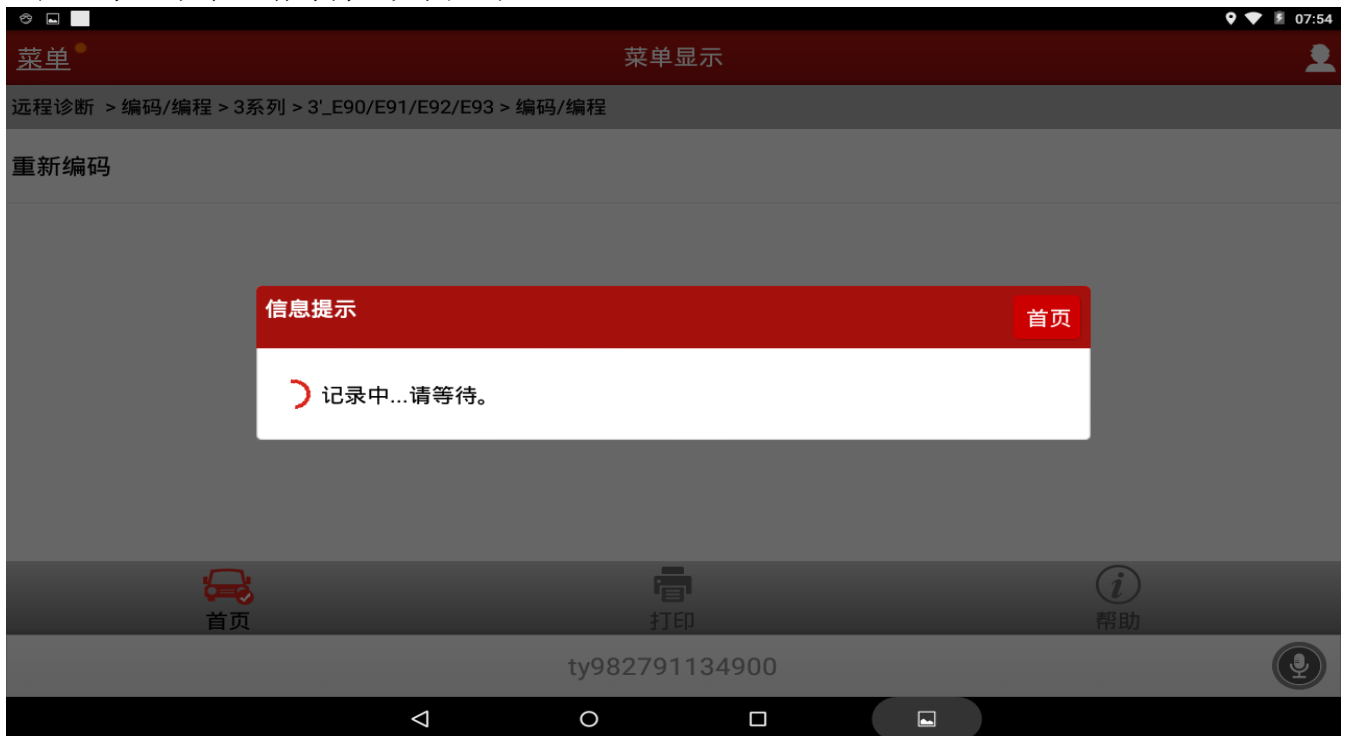 07:54
菜单
菜单显示
远程诊断 > 编码/编程 > 3系列 > 3'_E90/E91/E92/E93 > 编码/编程
重新编码
信息提示
首页
记录中...请等待。
首页
打印
帮助
ty982791134900